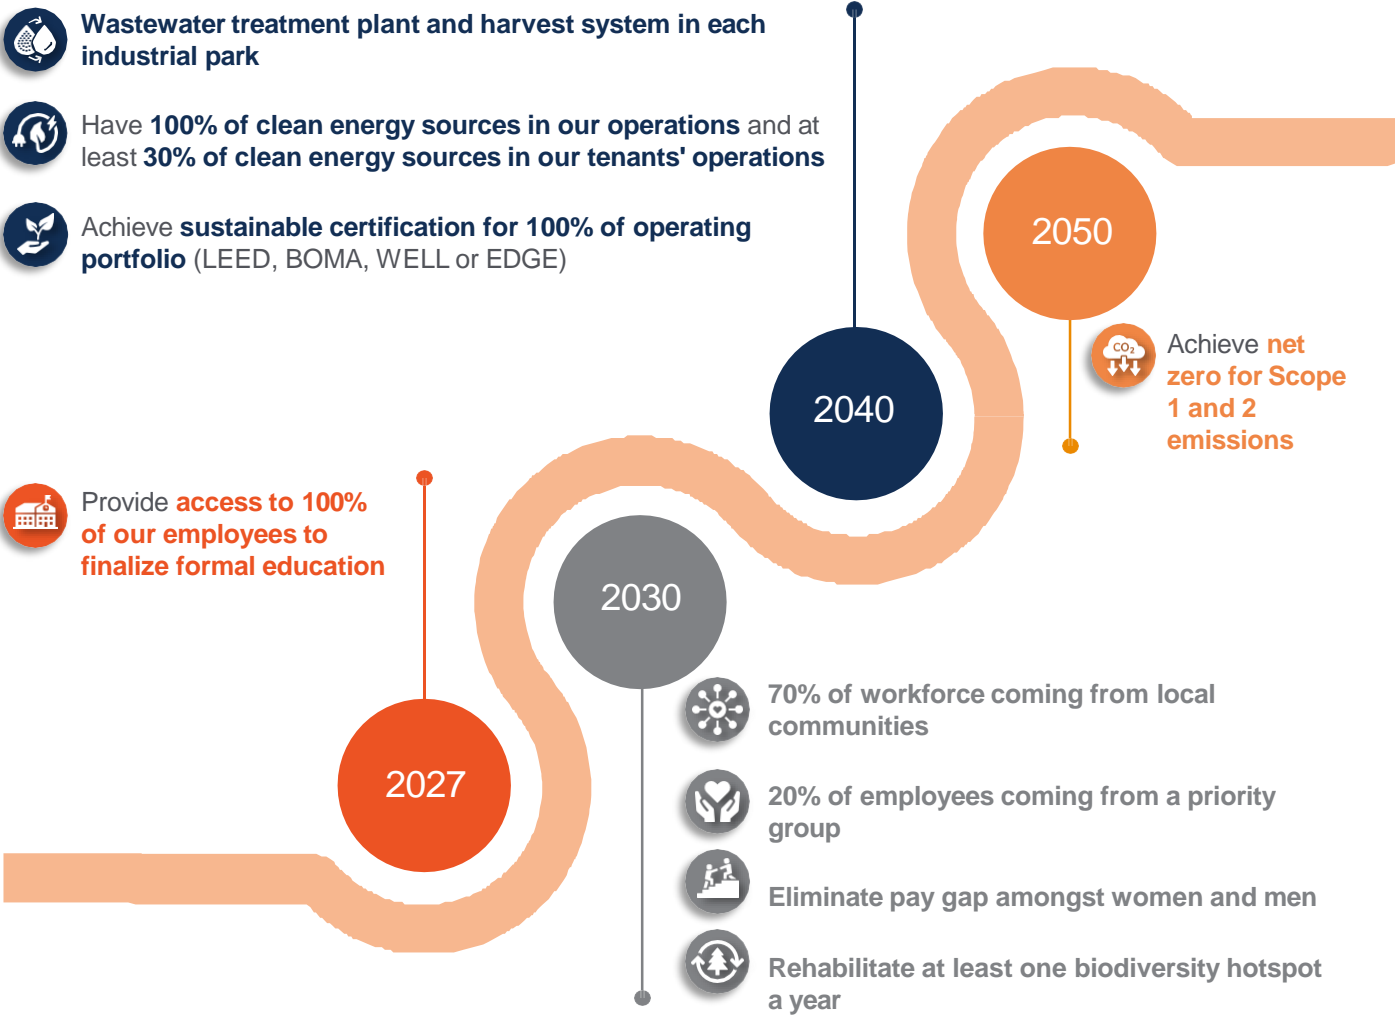 Wastewater treatment plant and harvest system in each
industrial park
Have 100% of clean energy sources in our operations and at
least 30% of clean energy sources in our tenants' operations
Achieve sustainable certification for 100% of operating
portfolio (LEED, BOMA, WELL or EDGE)
2050
CO2
Achieve net
zero for Scope
1 and 2
emissions
2040
Provide access to 100%
of our employees to
finalize formal education
2030
2027
70% of workforce coming from local
communities
20% of employees coming from a priority
group
Eliminate pay gap amongst women and men
Rehabilitate at least one biodiversity hotspot
a year